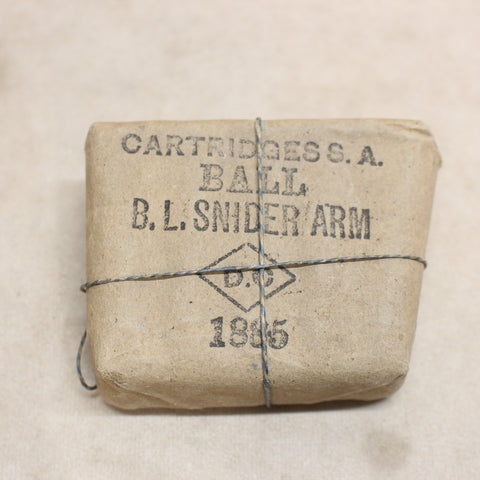 CARTRIDGES S. A.
BALL
B. L. SNIDER ARM
D. C
1885